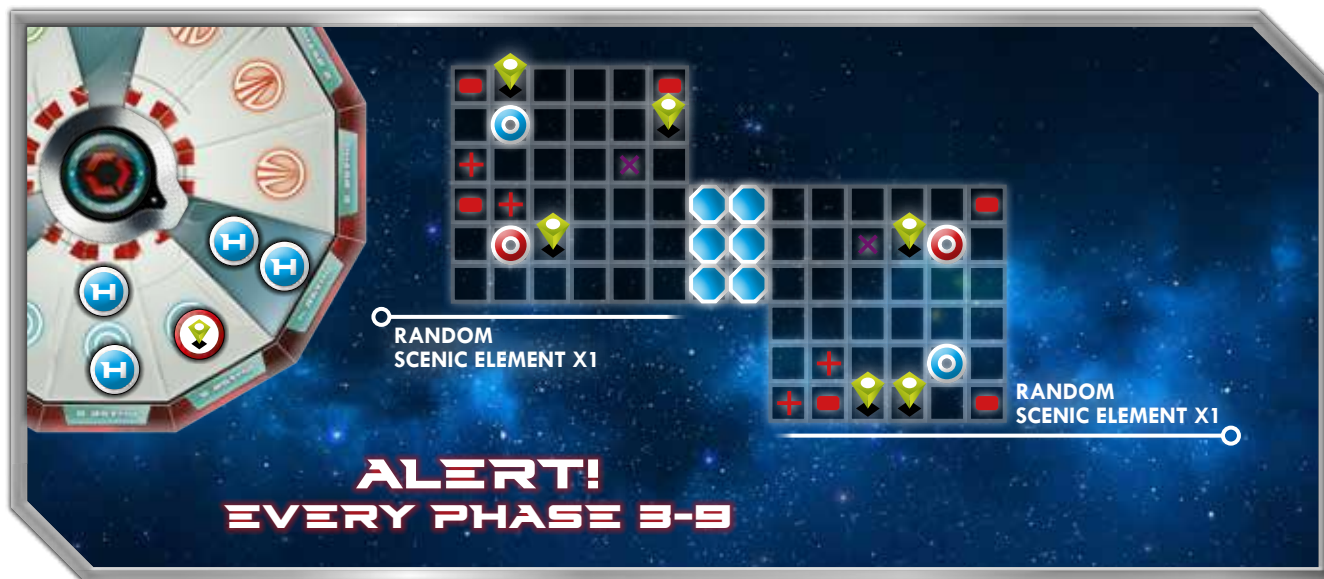 RANDOM
SCENIC ELEMENT X1
RANDOM
SCENIC ELEMENT X1
ALERT!
EVERY PHASE 3-9
H
H
H
H